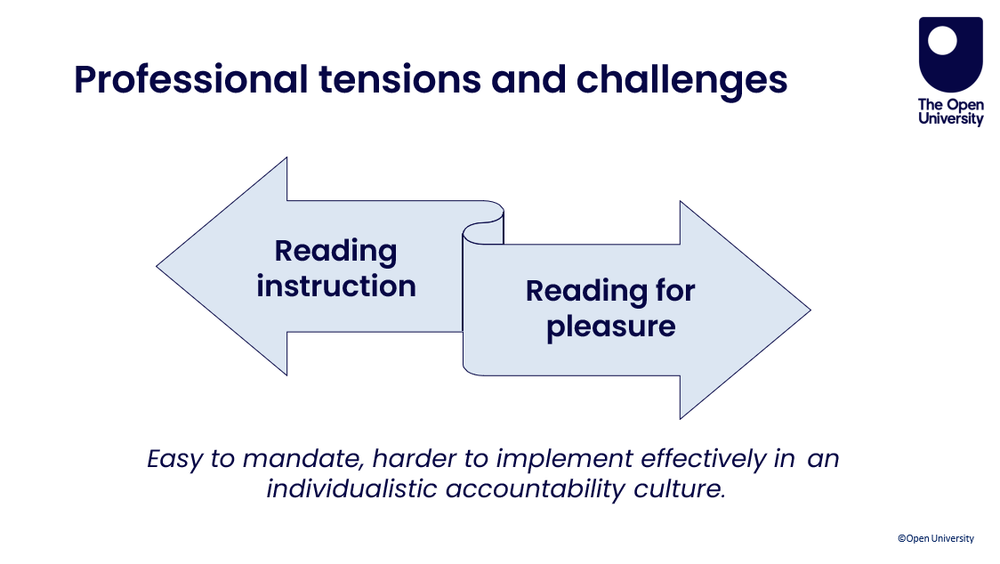 Professional tensions and challenges
The Open
University
Reading
instruction
Reading for
pleasure
Easy to mandate, harder to implement effectively in an
individualistic accountability culture.
©Open University